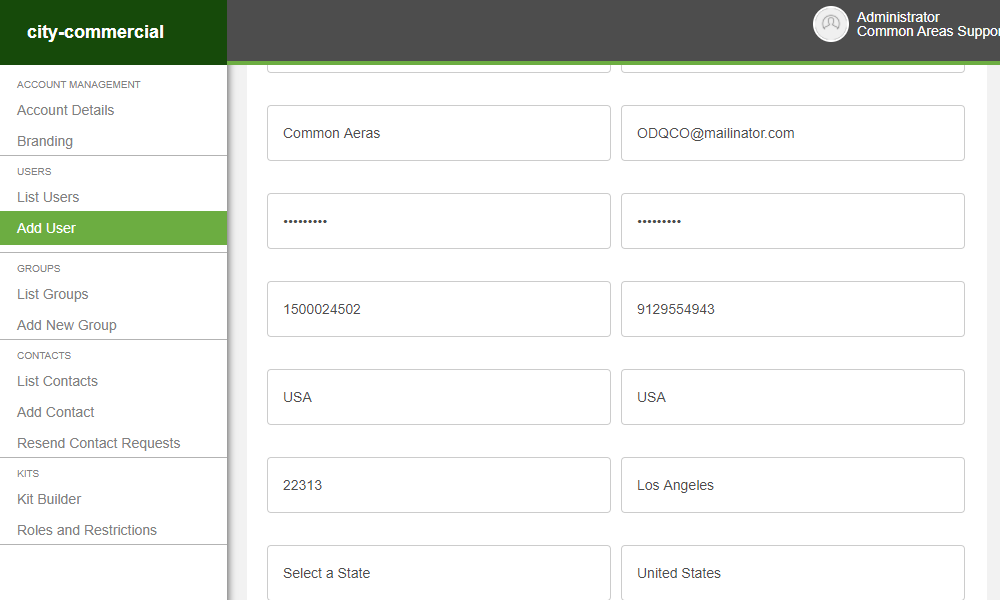 city-commercial
Administrator
Common Areas Suppor
ACCOUNT MANAGEMENT
Account Details
Branding
USERS
List Users
Add User
GROUPS
List Groups
Add New Group
CONTACTS
List Contacts
Add Contact
Resend Contact Requests
KITS
Kit Builder
Roles and Restrictions
Common Aeras
ODQCO@mailinator.com
•••••••••
•••••••••
1500024502
9129554943
USA
USA
22313
Los Angeles
Select a State
United States